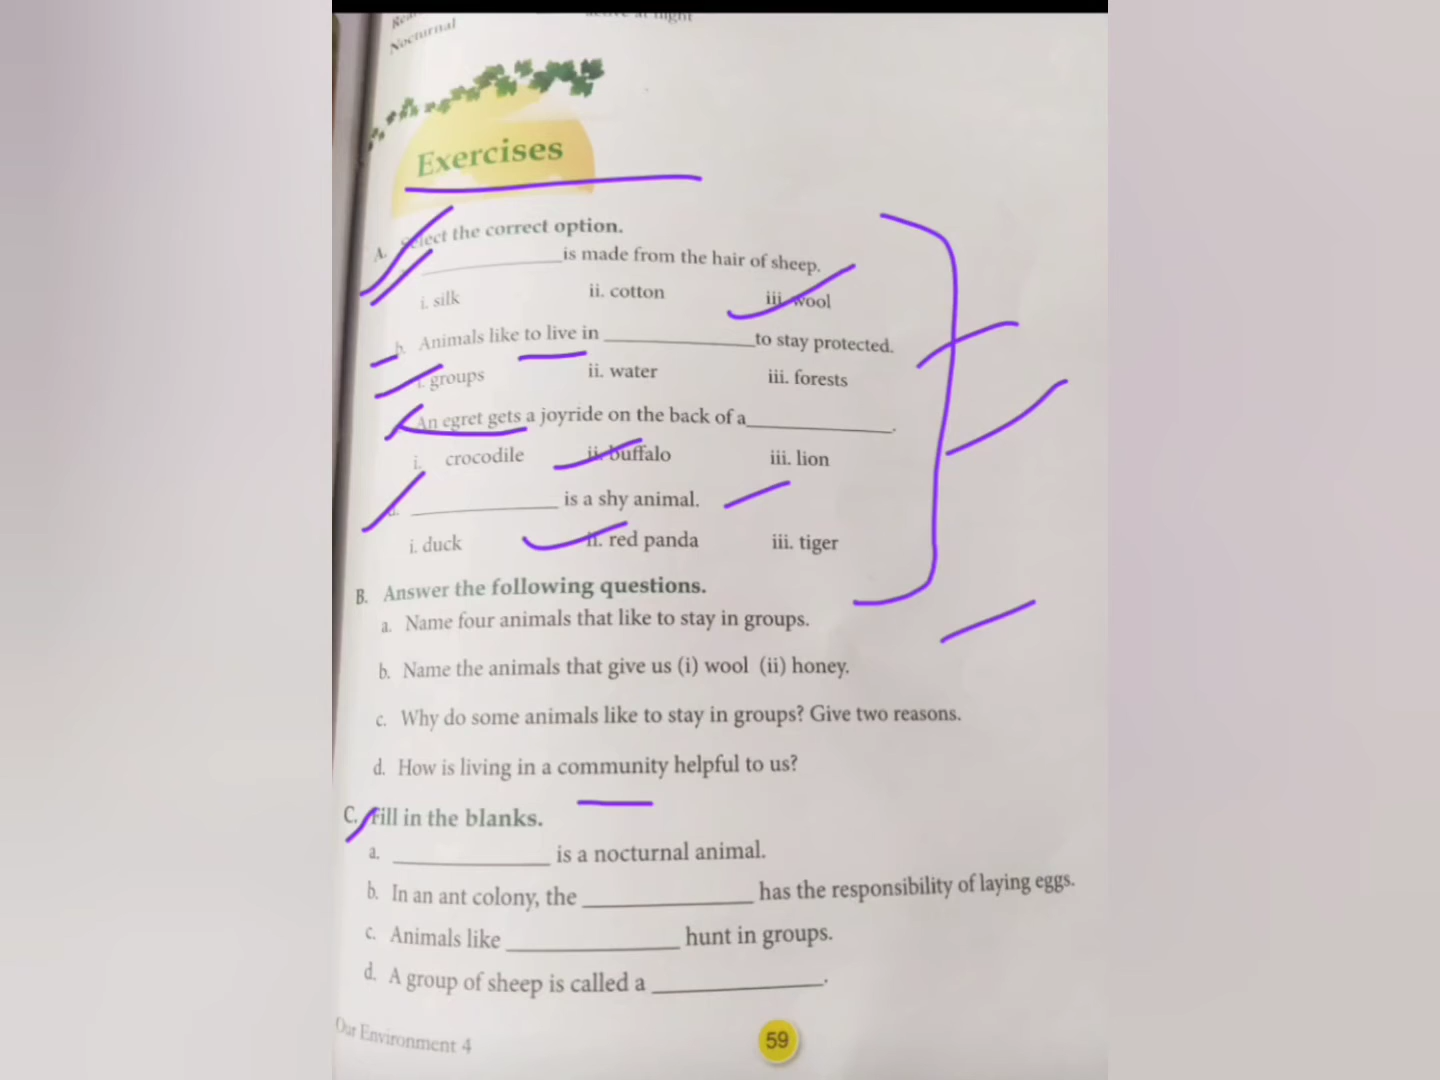 Nocturnal
active at night
Exercises
A. Select the correct option.
____________ is made from the hair of sheep.
i. silk ii. cotton iii. wool
b. Animals like to live in ____________ to stay protected.
i. groups ii. water iii. forests
An egret gets a joyride on the back of a ____________.
i. crocodile ii. buffalo iii. lion
d. ____________ is a shy animal.
i. duck ii. red panda iii. tiger
B. Answer the following questions.
a. Name four animals that like to stay in groups.
b. Name the animals that give us (i) wool (ii) honey.
c. Why do some animals like to stay in groups? Give two reasons.
d. How is living in a community helpful to us?
C. Fill in the blanks.
a. ____________ is a nocturnal animal.
b. In an ant colony, the ____________ has the responsibility of laying eggs.
c. Animals like ____________ hunt in groups.
d. A group of sheep is called a ____________.
Our Environment 4
59